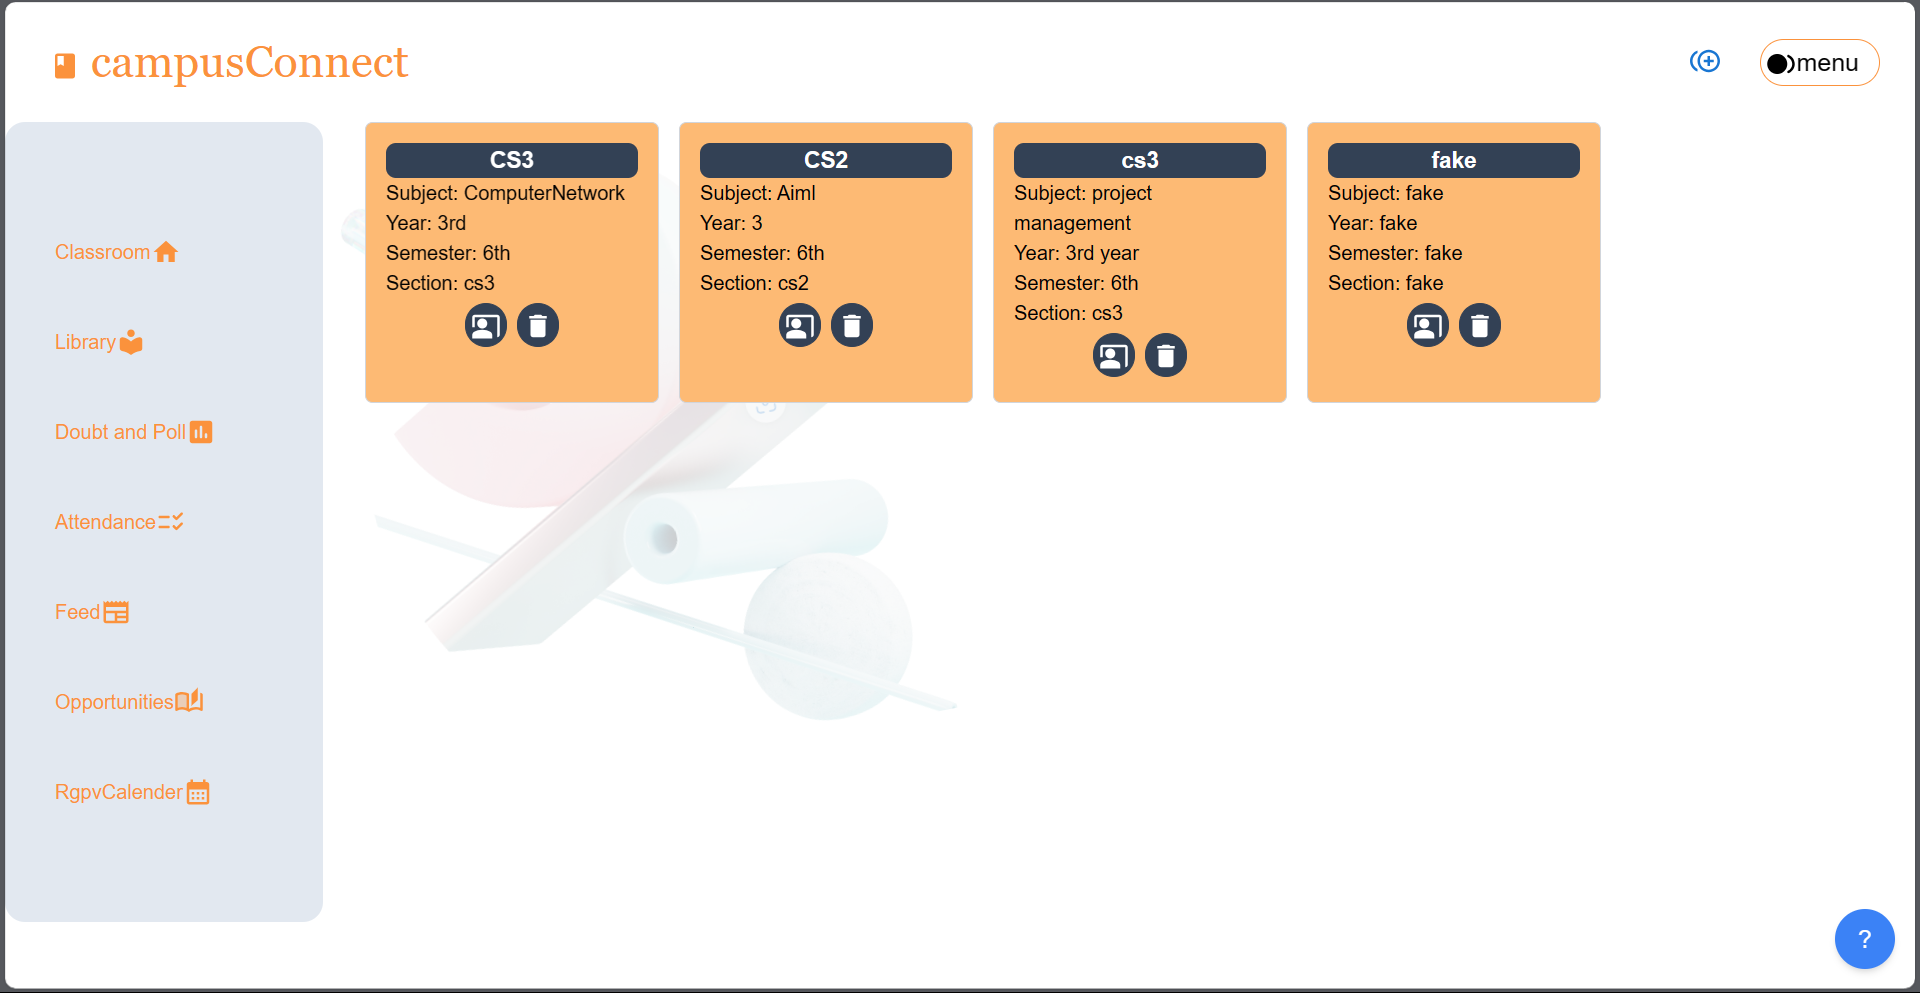 campusConnect
menu
Classroom
Library
Doubt and Poll
Attendance
Feed
Opportunities
RgpvCalender
CS3
Subject: ComputerNetwork
Year: 3rd
Semester: 6th
Section: cs3
CS2
Subject: Aiml
Year: 3
Semester: 6th
Section: cs2
cs3
Subject: project
management
Year: 3rd year
Semester: 6th
Section: cs3
fake
Subject: fake
Year: fake
Semester: fake
Section: fake
?